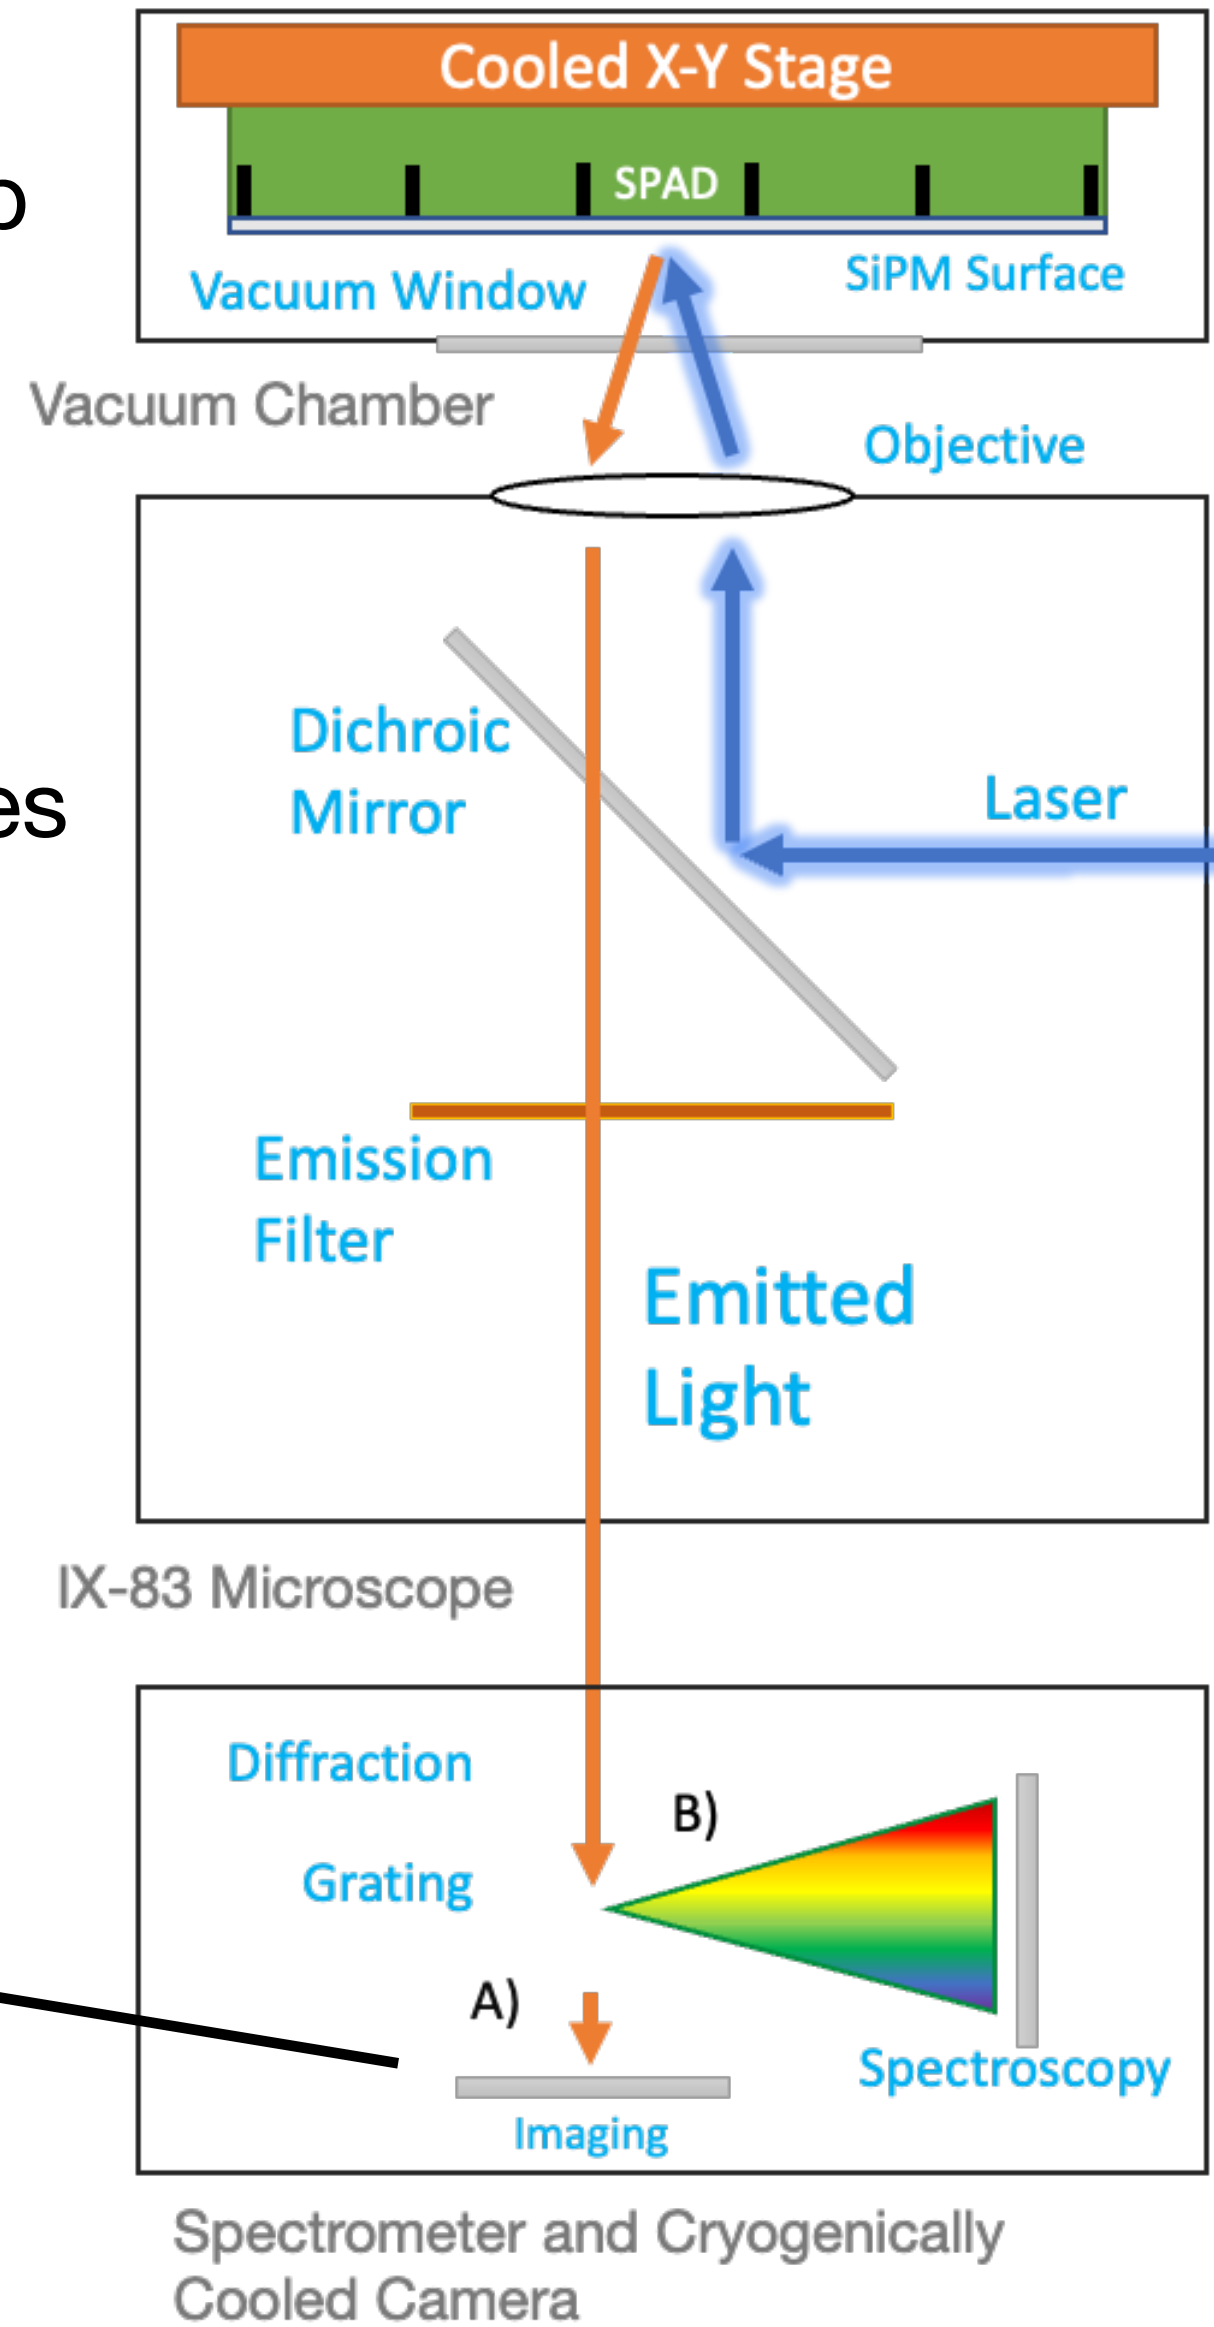 Cooled X-Y Stage
SPAD
Vacuum Window
SiPM Surface
Vacuum Chamber
Objective
Dichroic
Mirror
es
Laser
Emission
Filter
Emitted
Light
IX-83 Microscope
Diffraction
Grating
B)
A)
Spectroscopy
Imaging
Spectrometer and Cryogenically
Cooled Camera